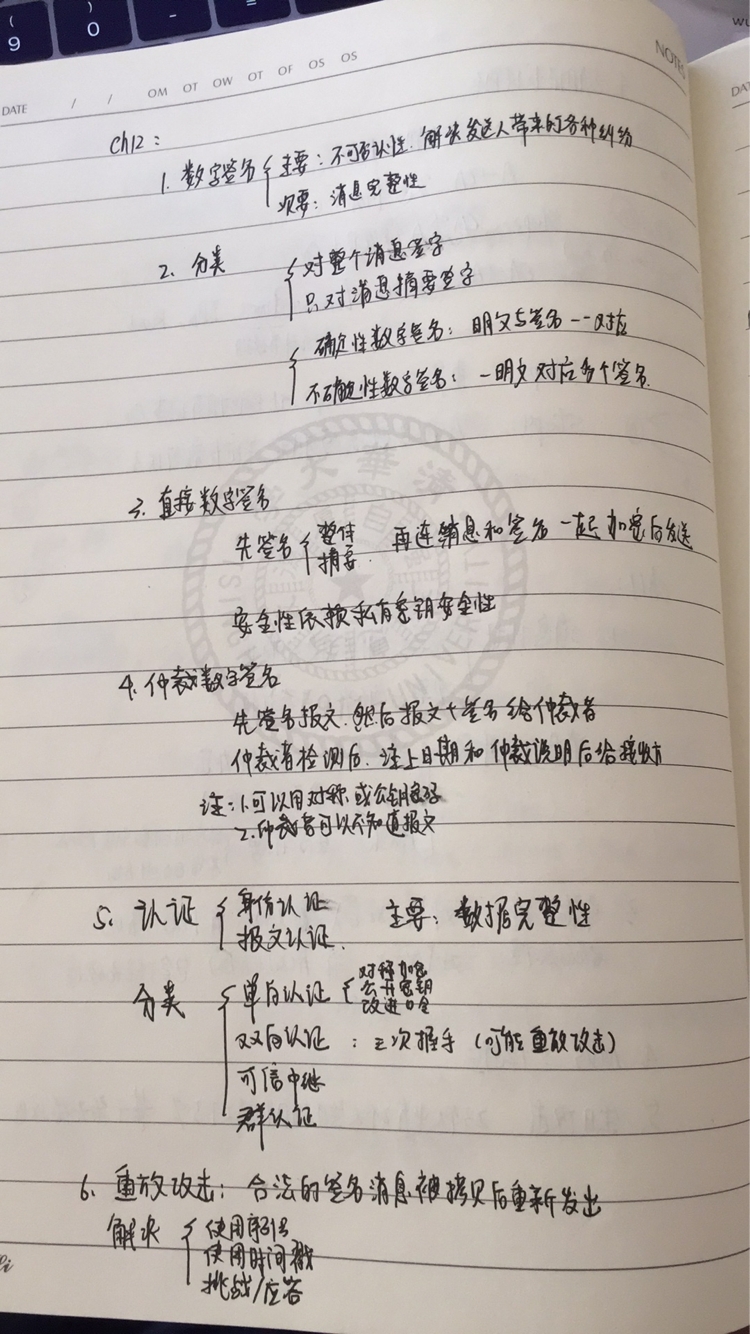 ( 9
) 0
-
=
WU
DATE / / OM OT OW OT OF OS OS
NOTES
DA
Ch12：
1. 数字签名 主要：不可否认性. 解决发送人带来的各种纠纷
次要：消息完整性
2. 分类 对整个消息签字
只对消息摘要签字
确定性数字签名：明文与签名一一对应
不确定性数字签名：一明文对应多个签名.
3. 直接数字签名
先签名 整体 摘要. 再连消息和签名一起加密后发送
安全性依赖私有密钥安全性
4. 仲裁数字签名
先签名报文. 然后报文+签名给仲裁者
仲裁者检测后. 注上日期和仲裁说明后给接收方
注：1.可以用对称或公钥密码
2.仲裁者可以不知道报文
5. 认证 身份认证 主要：数据完整性
报文认证.
分类 单向认证 对称加密
公开密钥
改进口令
双向认证：三次握手（可能重放攻击）
可信中继
群认证
6. 重放攻击：合法的签名消息被拷贝后重新发出
解决 使用序列号
使用时间戳
挑战/应答